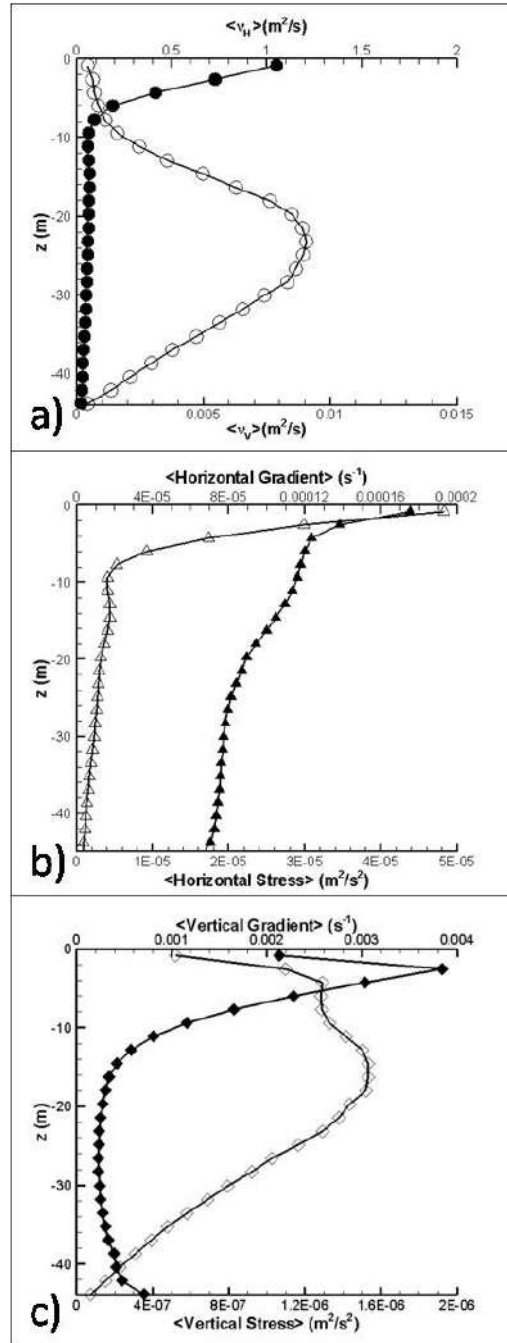 <ν_H>(m²/s)
0 0.5 1 1.5 2
0
-10
-20
-30
-40
z (m)
0 0.005 0.01 0.015
<ν_V>(m²/s)
a)
<Horizontal Gradient> (s⁻¹)
0 4E-05 8E-05 0.00012 0.00016 0.0002
0
-10
-20
-30
-40
z (m)
0 1E-05 2E-05 3E-05 4E-05 5E-05
<Horizontal Stress> (m²/s²)
b)
<Vertical Gradient> (s⁻¹)
0 0.001 0.002 0.003 0.004
0
-10
-20
-30
-40
z (m)
0 4E-07 8E-07 1.2E-06 1.6E-06 2E-06
<Vertical Stress> (m²/s²)
c)